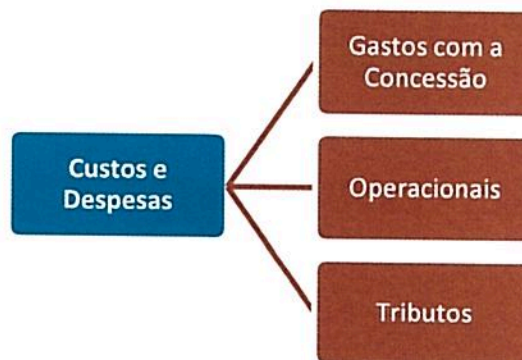 Custos e
Despesas
Gastos com a
Concessão
Operacionais
Tributos